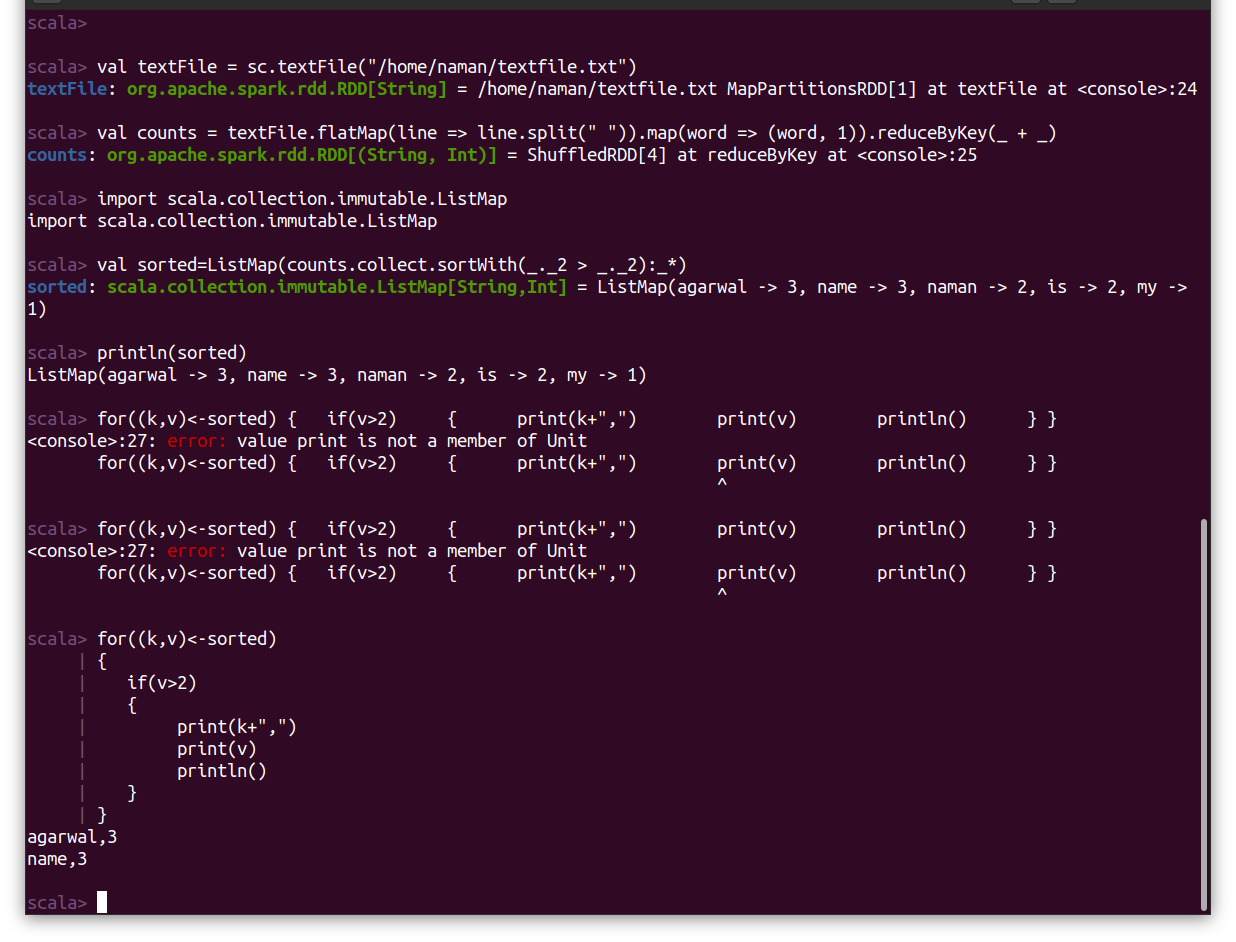 scala>
scala> val textFile = sc.textFile("/home/naman/textfile.txt")
textFile: org.apache.spark.rdd.RDD[String] = /home/naman/textfile.txt MapPartitionsRDD[1] at textFile at <console>:24
scala> val counts = textFile.flatMap(line => line.split(" ")).map(word => (word, 1)).reduceByKey(_ + _)
counts: org.apache.spark.rdd.RDD[(String, Int)] = ShuffledRDD[4] at reduceByKey at <console>:25
scala> import scala.collection.immutable.ListMap
import scala.collection.immutable.ListMap
scala> val sorted=ListMap(counts.collect.sortWith(_._2 > _._2):_*)
sorted: scala.collection.immutable.ListMap[String,Int] = ListMap(agarwal -> 3, name -> 3, naman -> 2, is -> 2, my ->
1)
scala> println(sorted)
ListMap(agarwal -> 3, name -> 3, naman -> 2, is -> 2, my -> 1)
scala> for((k,v)<-sorted) {   if(v>2)     {      print(k+",")        print(v)        println()      } }
<console>:27: error: value print is not a member of Unit
       for((k,v)<-sorted) {   if(v>2)     {      print(k+",")        print(v)        println()      } }
                                                                     ^
scala> for((k,v)<-sorted) {   if(v>2)     {      print(k+",")        print(v)        println()      } }
<console>:27: error: value print is not a member of Unit
       for((k,v)<-sorted) {   if(v>2)     {      print(k+",")        print(v)        println()      } }
                                                                     ^
scala> for((k,v)<-sorted)
     | {
     |    if(v>2)
     |    {
     |         print(k+",")
     |         print(v)
     |         println()
     |    }
     | }
agarwal,3
name,3
scala>